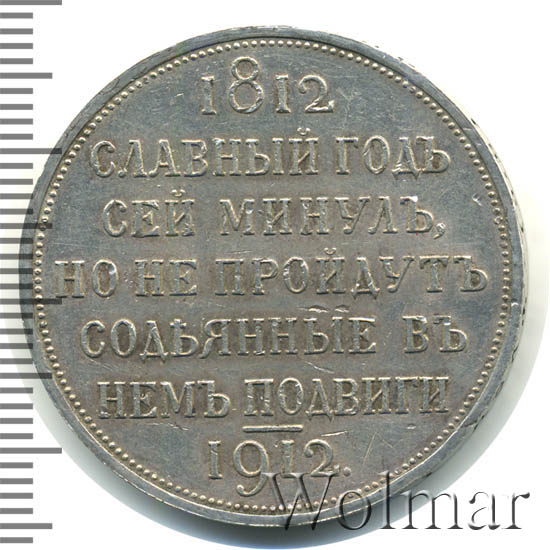 1812
СЛАВНЫЙ ГОДЪ
СЕЙ МИНУЛЪ,
НО НЕ ПРОЙДУТЪ
СОДѢЯННЫЕ ВЪ
НЕМЪ ПОДВИГИ
1912.
Wolmar